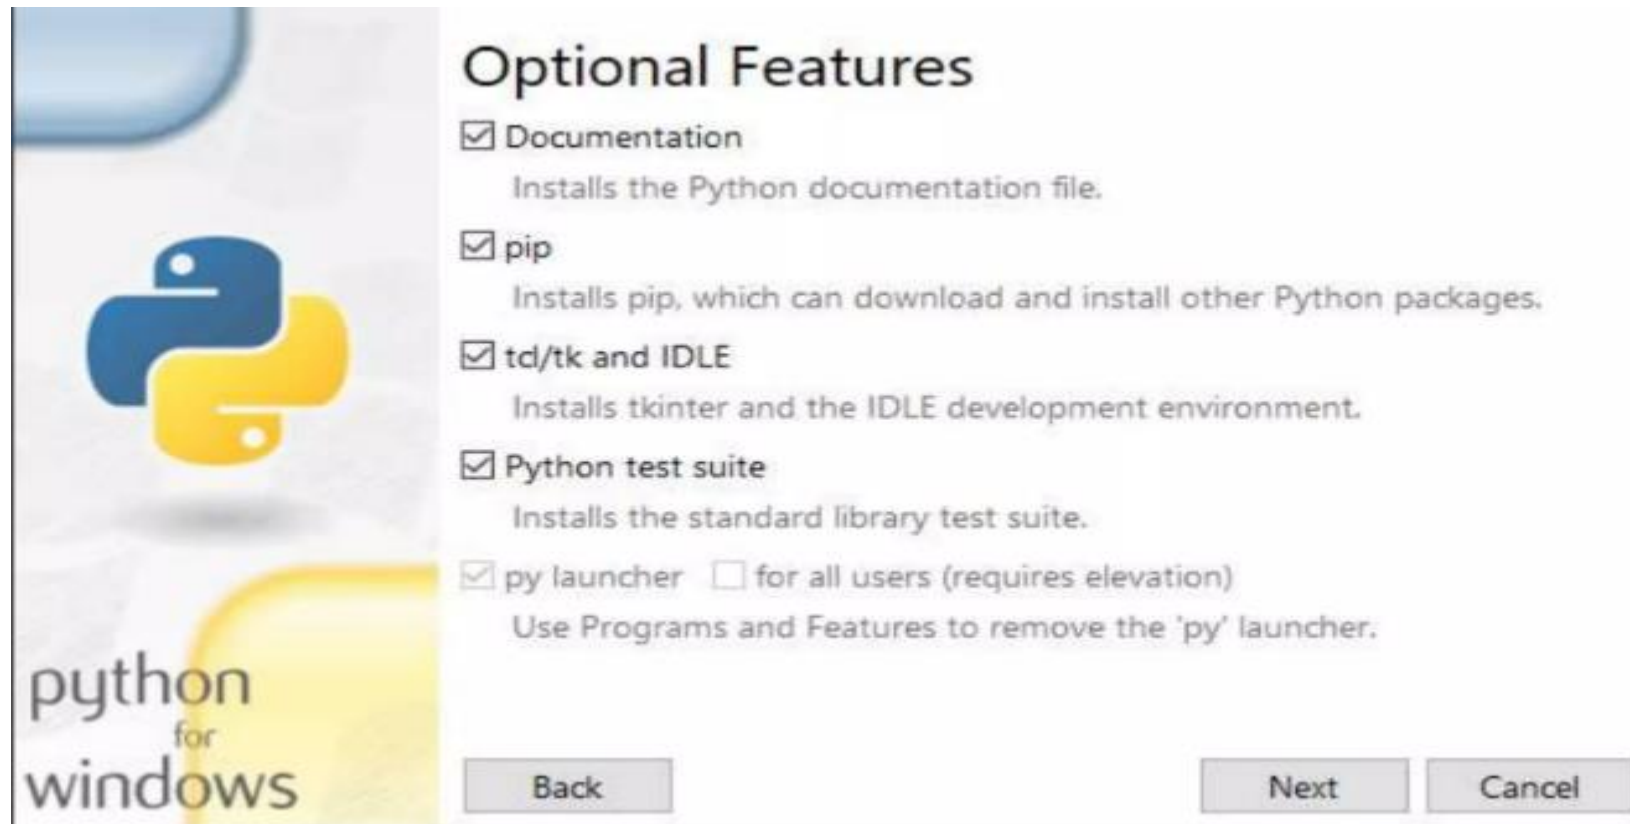 Optional Features
Documentation
Installs the Python documentation file.
pip
Installs pip, which can download and install other Python packages.
tcl/tk and IDLE
Installs tkinter and the IDLE development environment.
Python test suite
Installs the standard library test suite.
py launcher for all users (requires elevation)
Use Programs and Features to remove the 'py' launcher.
python
for
windows
Back Next Cancel